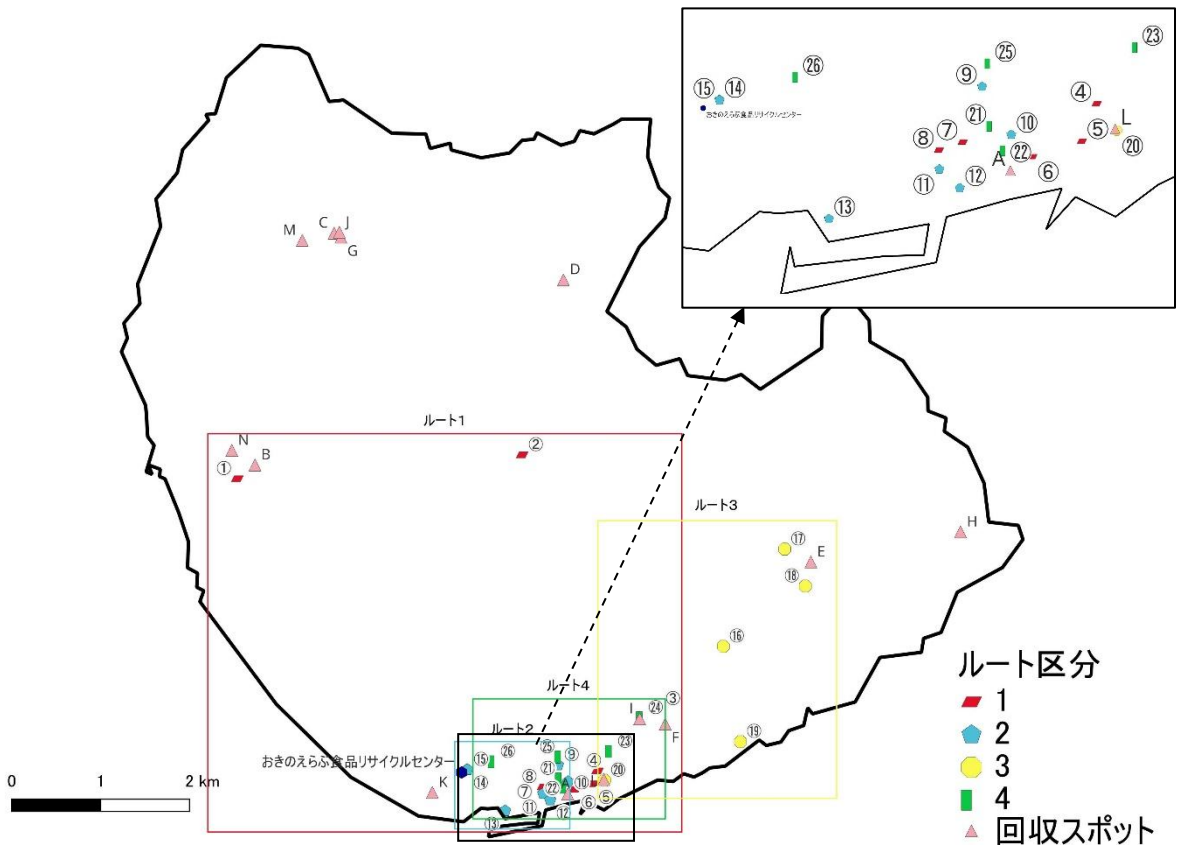 ㉓
㉕
㉖
⑨
⑮ ⑭
④
おきのえらぶ食品リサイクルセンター
L
㉑ ⑩
⑧ ⑦
⑤
⑳
A ㉒
⑥
⑪ ⑫
⑬
M C J
G
D
ルート1
N
B
①
②
ルート3
H
⑰
E
⑱
⑯
ルート4
③
I ㉔
F
ルート2
⑲
㉓
㉕ ⑨ ④
おきのえらぶ食品リサイクルセンター
⑮ ㉖
㉑ ⑳
K ⑭ ⑧ A ⑩ L
⑦ ㉒ ⑤
⑥
⑪ ⑫
⑬
0 1 2 km
ルート区分
1
2
3
4
回収スポット